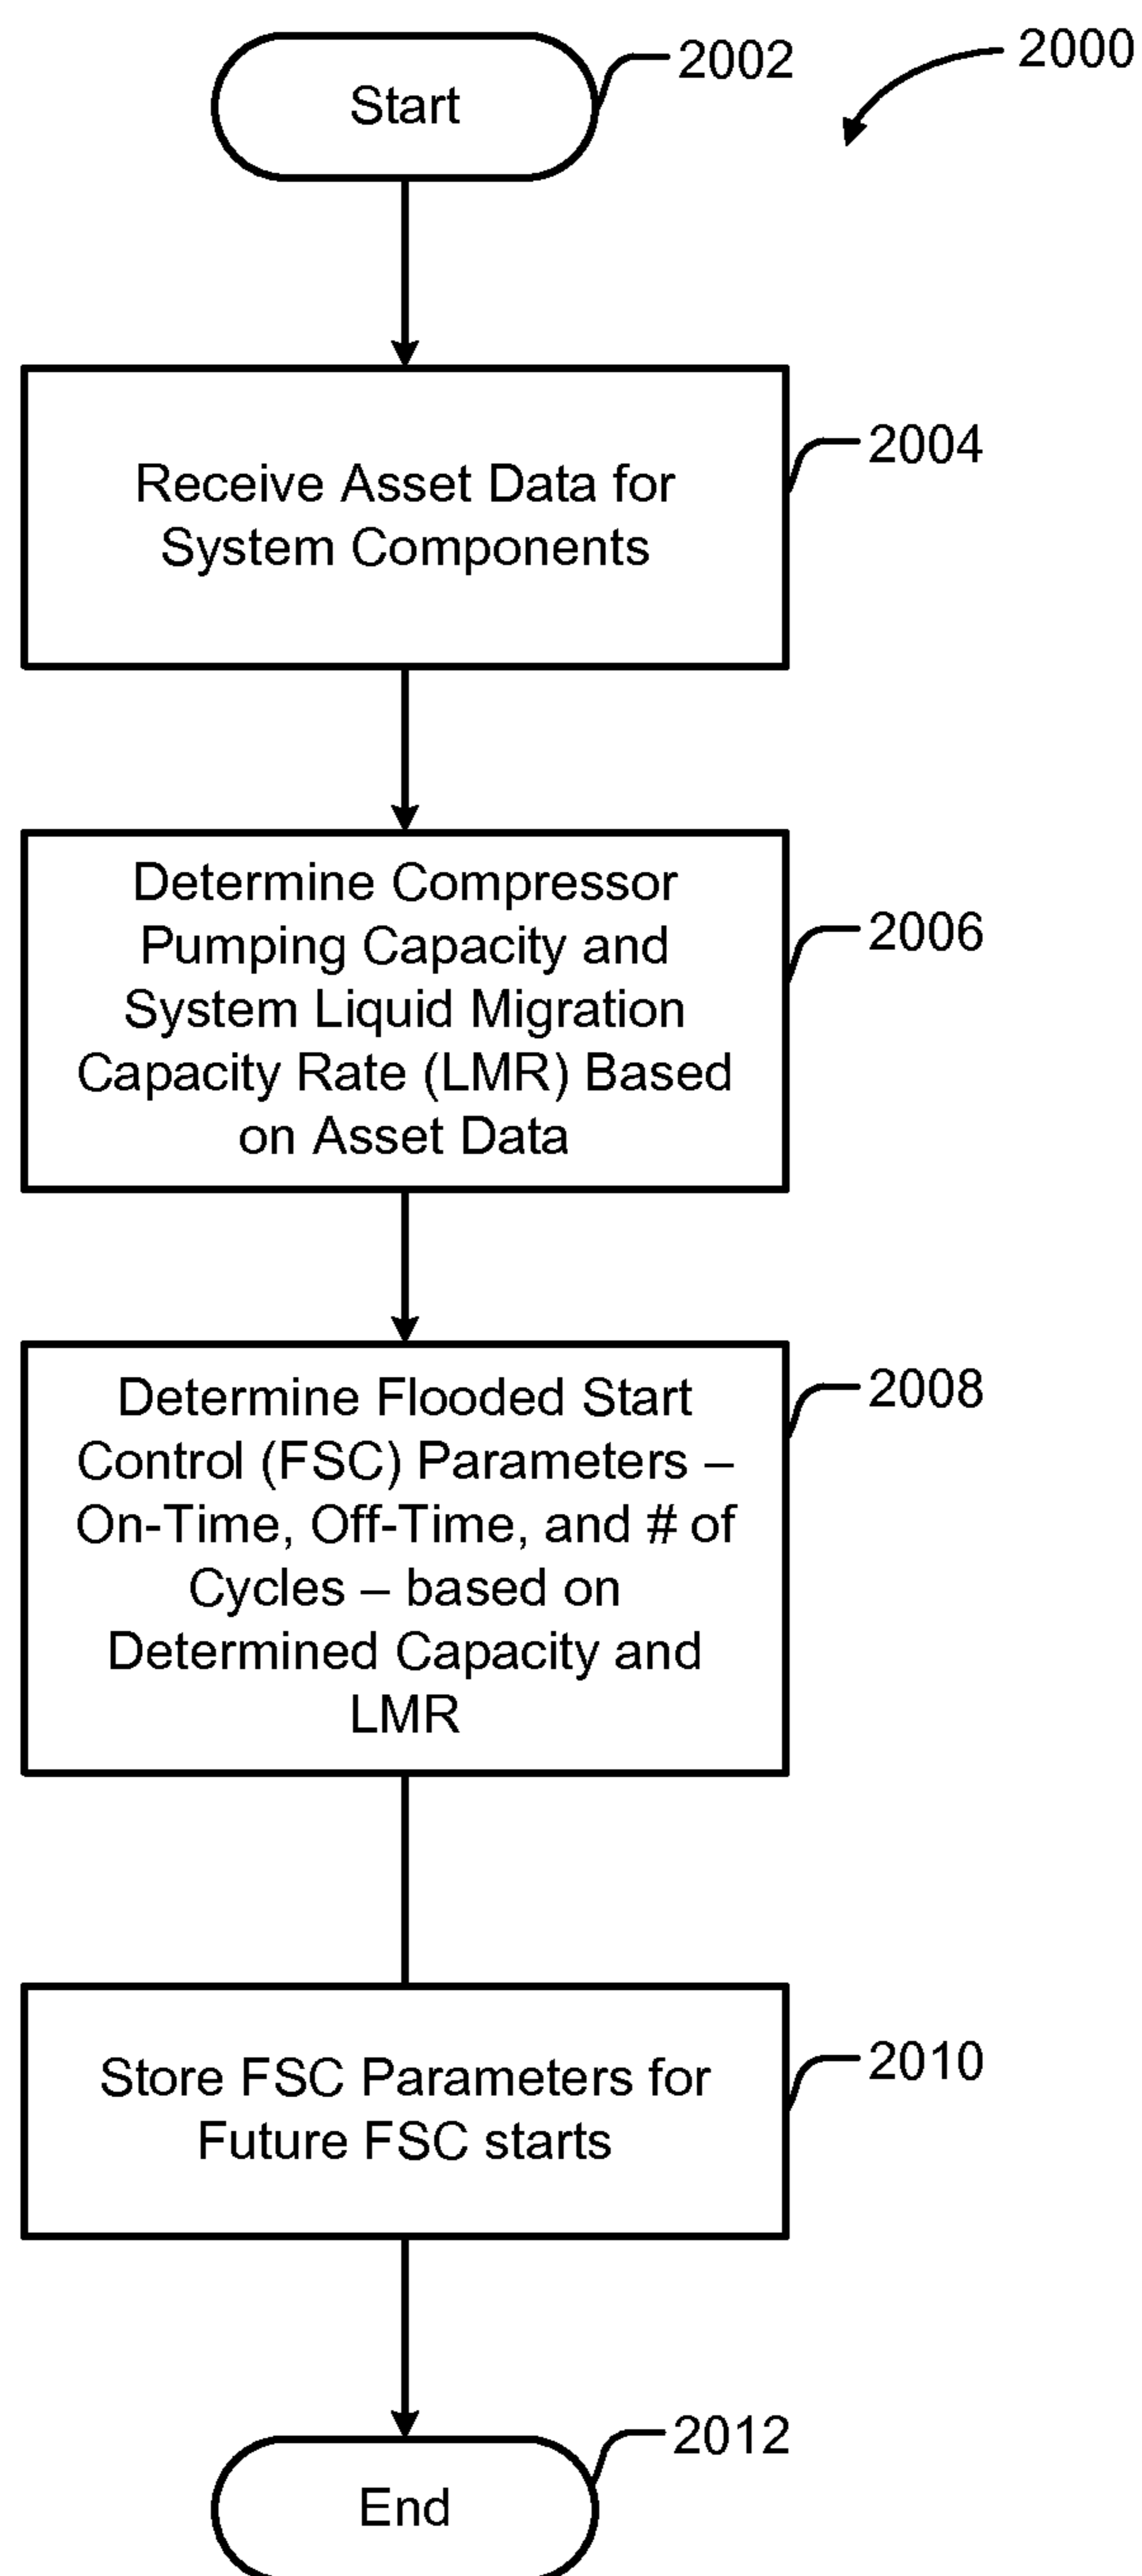 Start
2002
2000
Receive Asset Data for
System Components
2004
Determine Compressor
Pumping Capacity and
System Liquid Migration
Capacity Rate (LMR) Based
on Asset Data
2006
Determine Flooded Start
Control (FSC) Parameters –
On-Time, Off-Time, and # of
Cycles – based on
Determined Capacity and
LMR
2008
Store FSC Parameters for
Future FSC starts
2010
2012
End